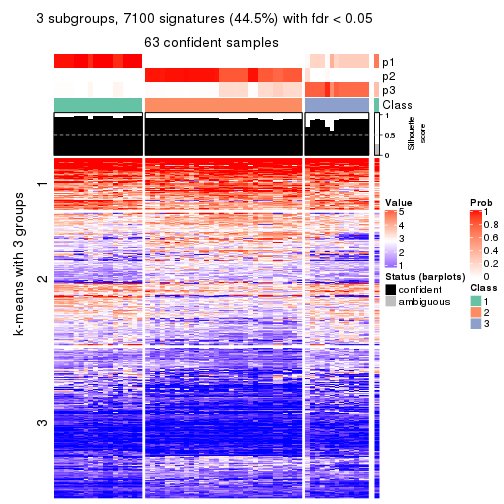 3 subgroups, 7100 signatures (44.5%) with fdr < 0.05
63 confident samples
p1
p2
p3
Class
1
0.5
0
Silhouette
score
k-means with 3 groups
1
2
3
Value
5
4
3
2
1
Status (barplots)
confident
ambiguous
Prob
1
0.8
0.6
0.4
0.2
0
Class
1
2
3